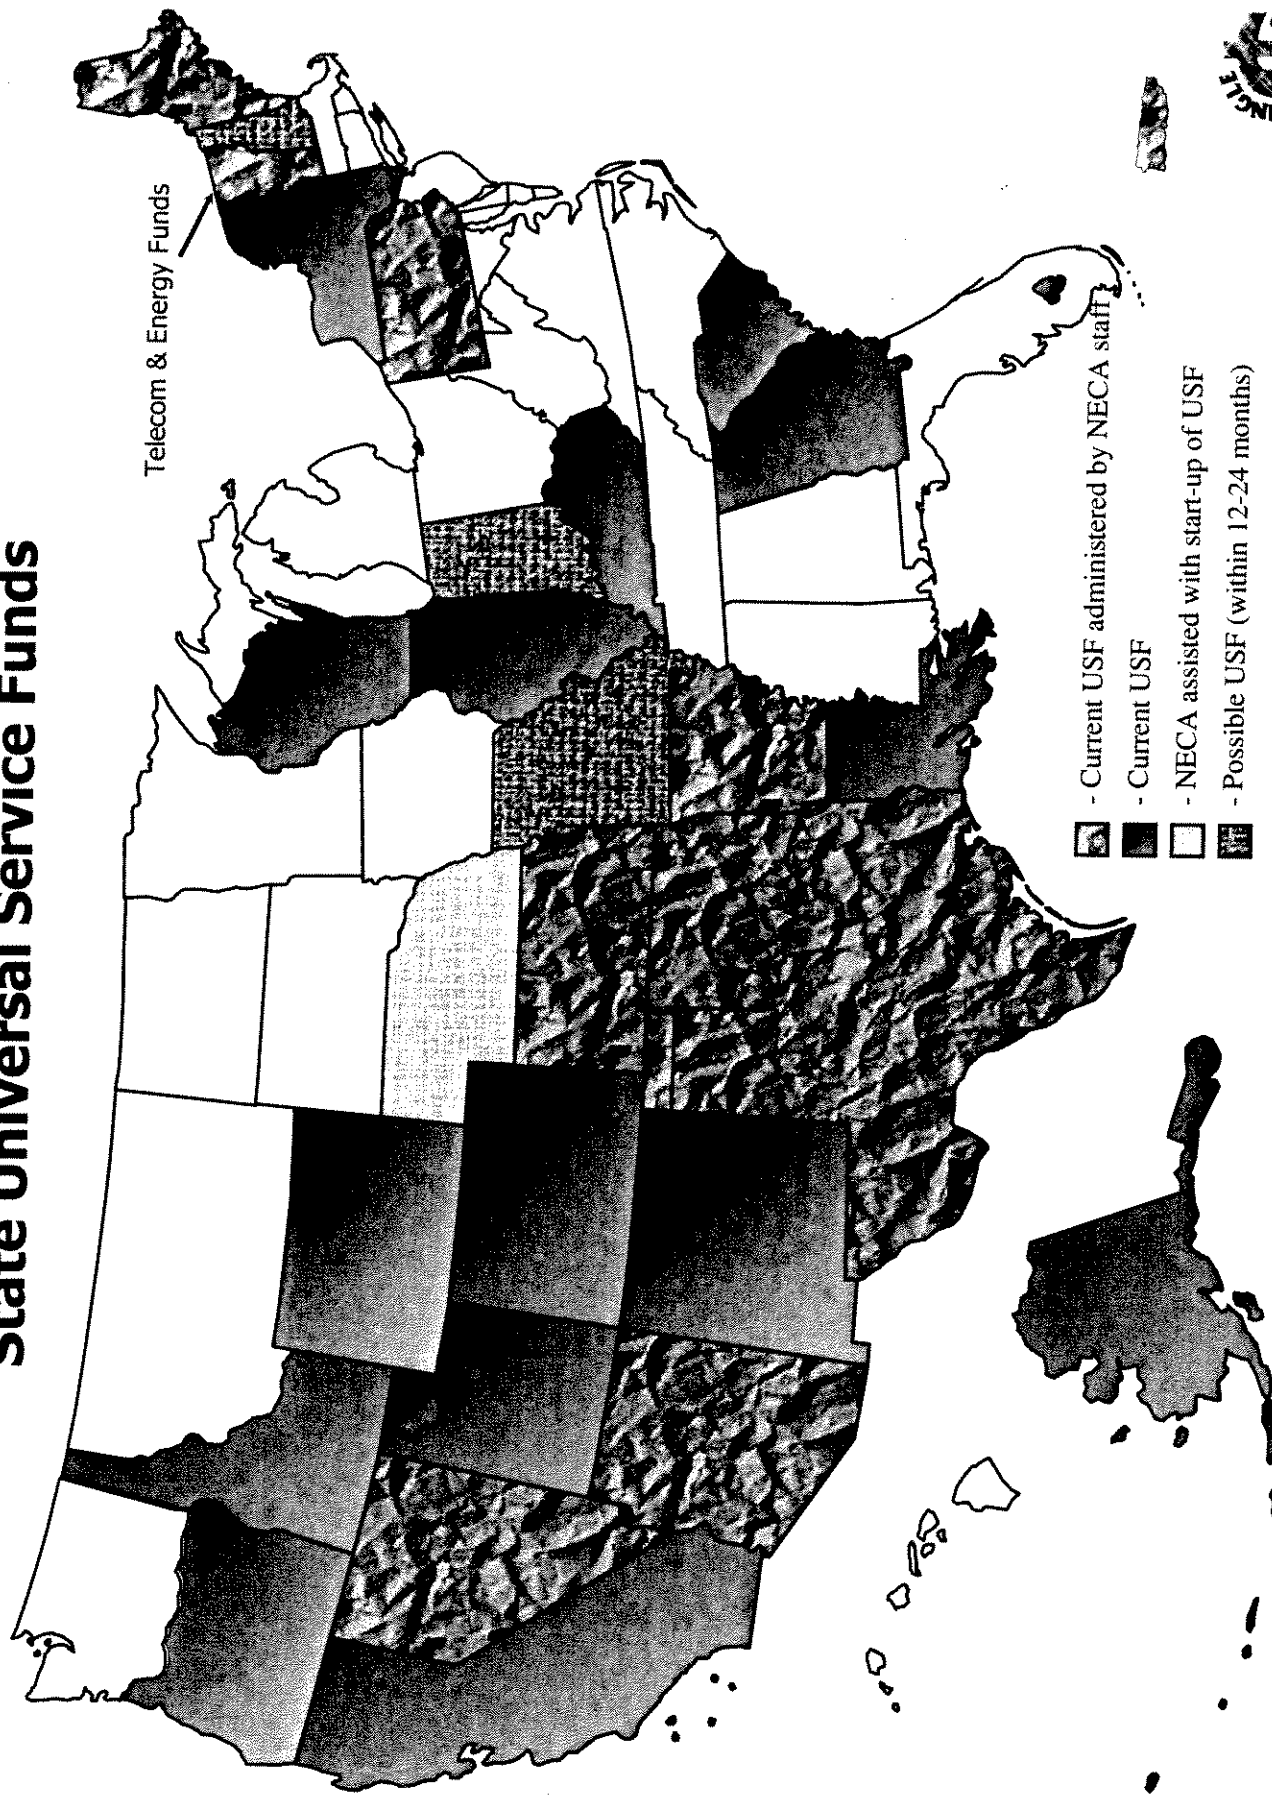 State Universal Service Funds
Telecom & Energy Funds
- Current USF administered by NECA staff
- Current USF
- NECA assisted with start-up of USF
- Possible USF (within 12-24 months)